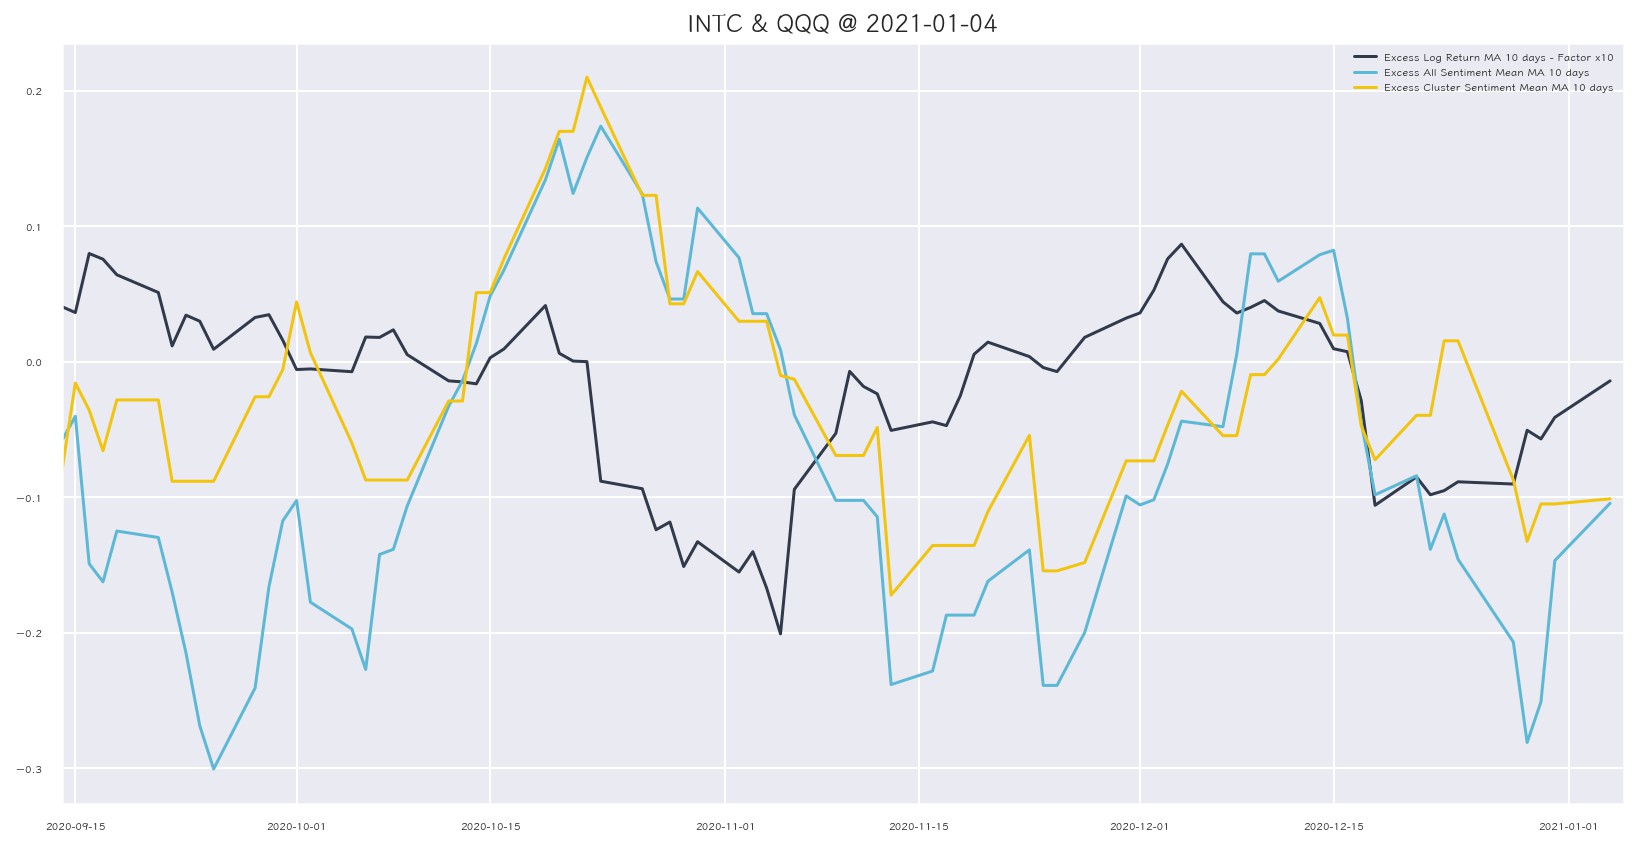 INTC & QQQ @ 2021-01-04
Excess Log Return MA 10 days - Factor x10
Excess All Sentiment Mean MA 10 days
Excess Cluster Sentiment Mean MA 10 days
0.2
0.1
0.0
−0.1
−0.2
−0.3
2020-09-15 2020-10-01 2020-10-15 2020-11-01 2020-11-15 2020-12-01 2020-12-15 2021-01-01